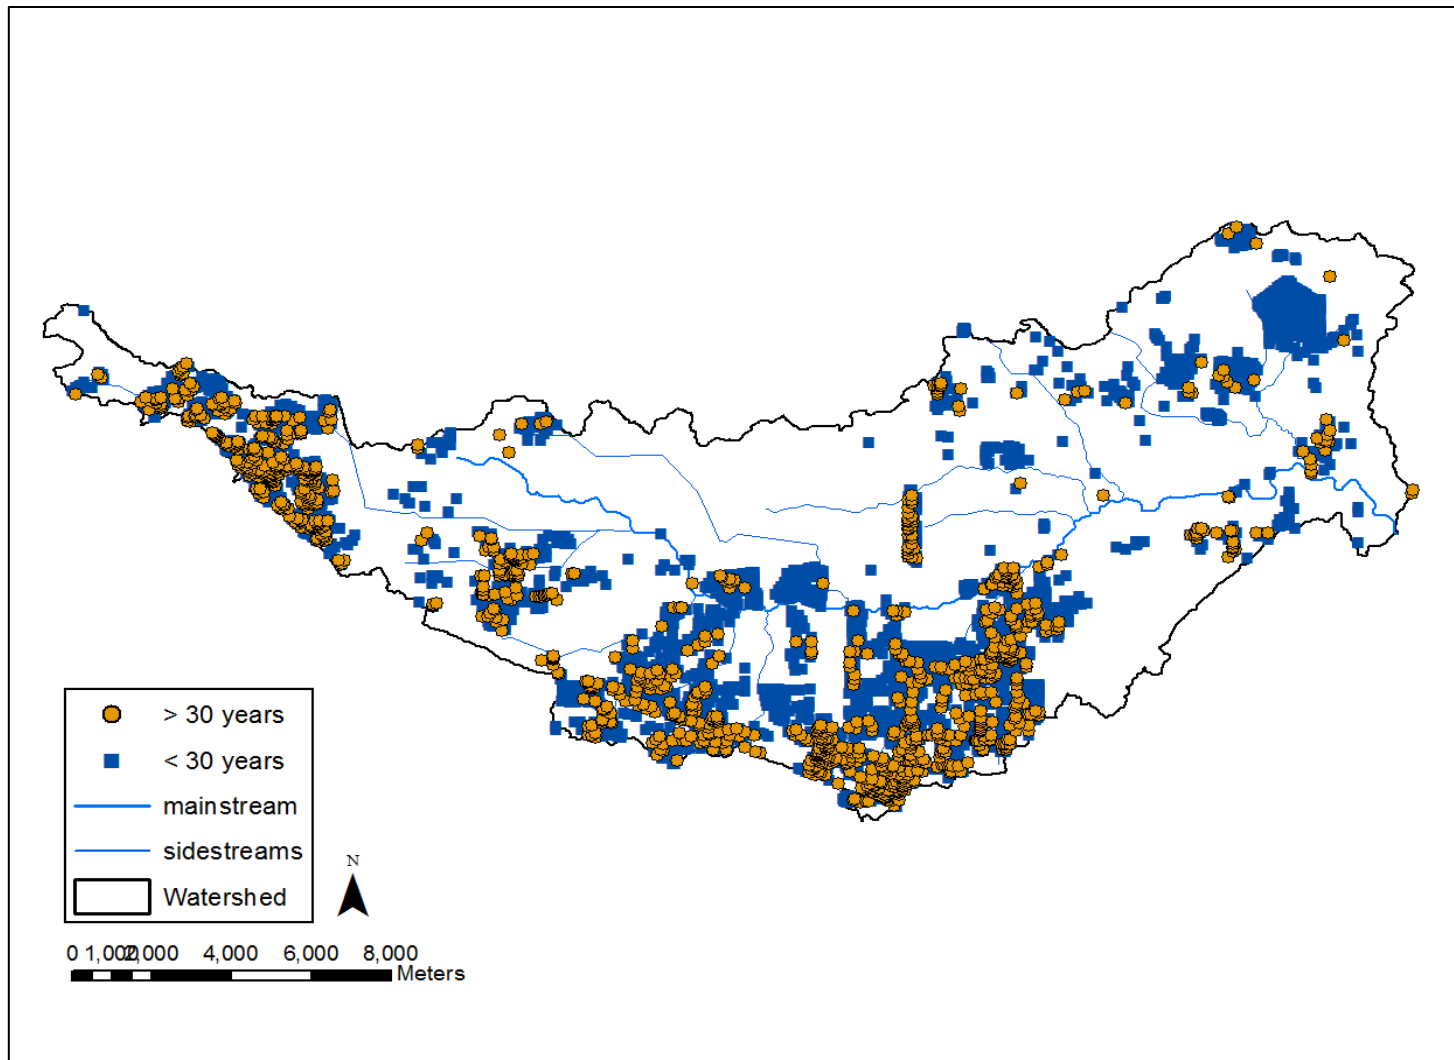 > 30 years
< 30 years
mainstream
sidestreams
Watershed
N
0 1,000 2,000 4,000 6,000 8,000
Meters